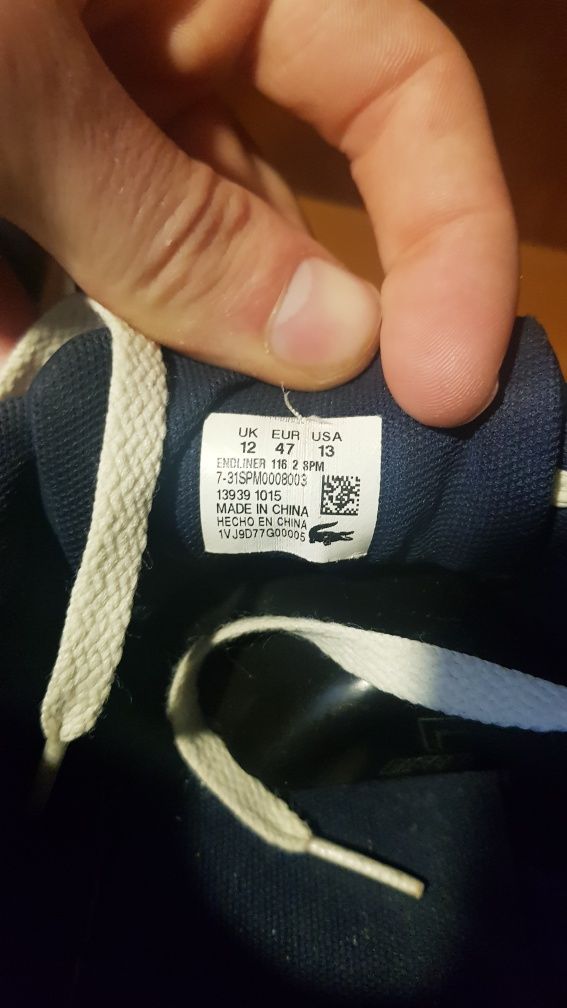 UK EUR USA
12 47 13
ENDLINER 116 2 SPM
7-31SPM0008003
13939 1015
MADE IN CHINA
HECHO EN CHINA
1VJ9D77G00005